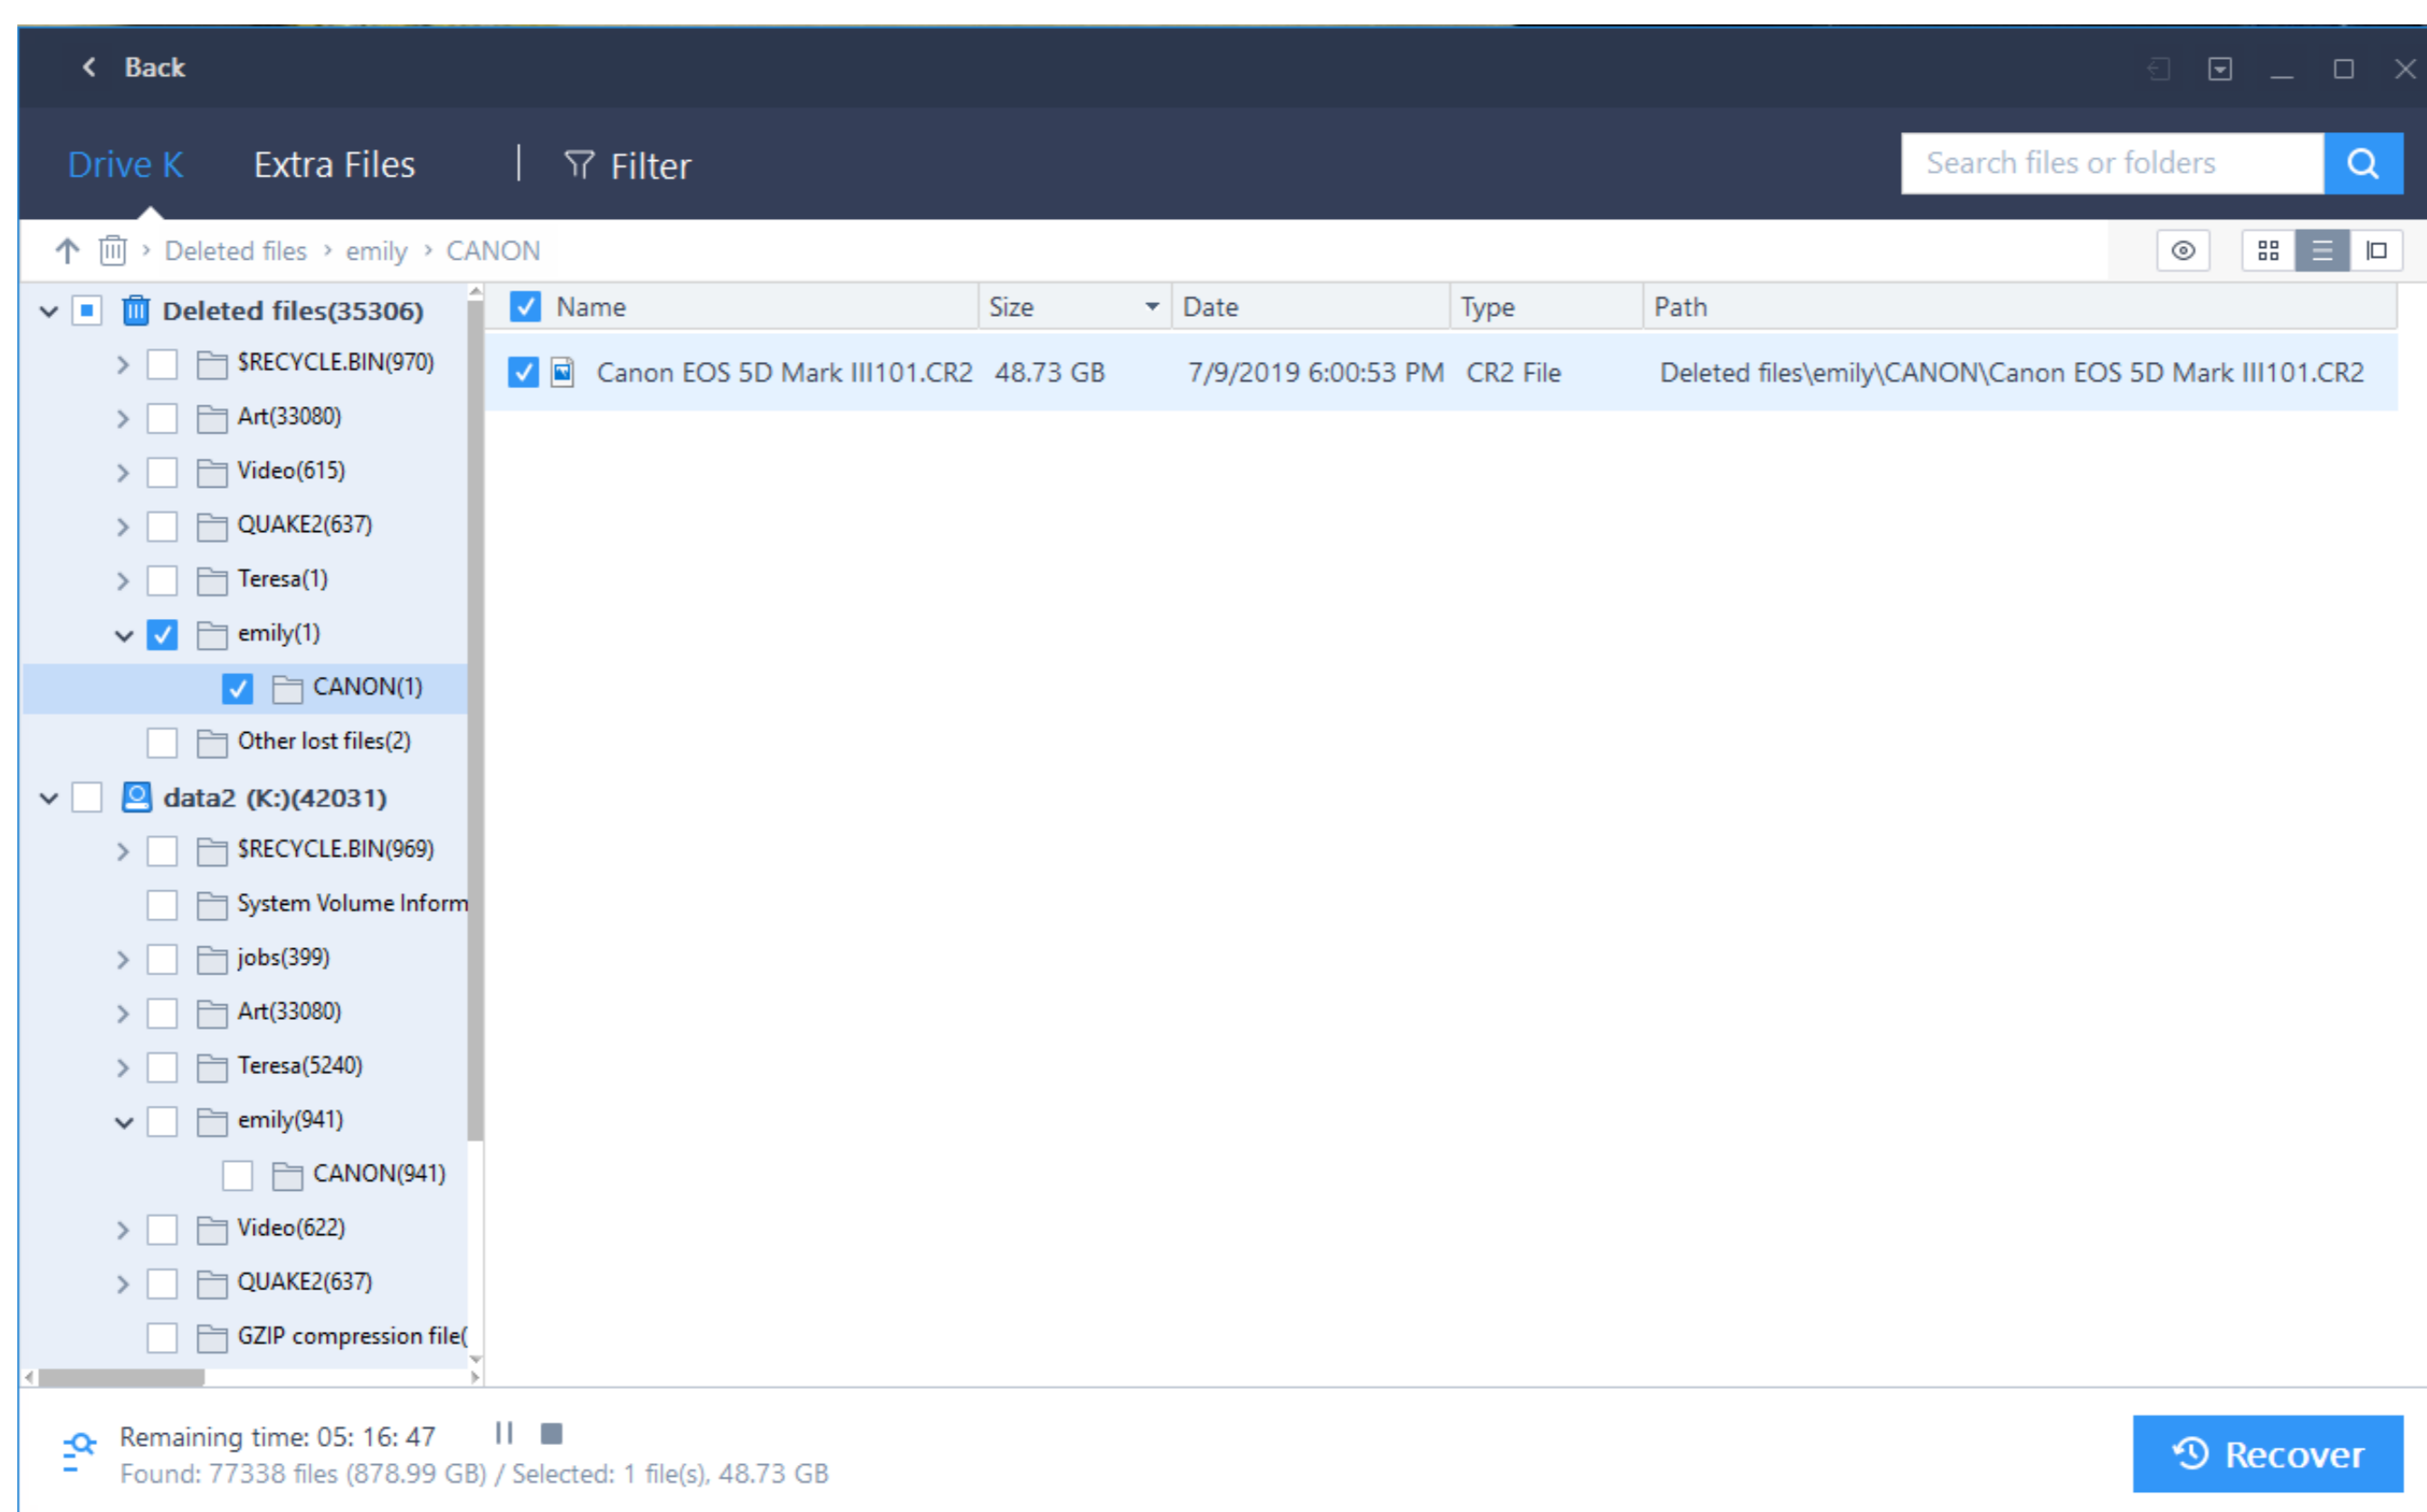 Back
Drive K Extra Files | Filter Search files or folders
Deleted files > emily > CANON
Deleted files(35306)
$RECYCLE.BIN(970)
Art(33080)
Video(615)
QUAKE2(637)
Teresa(1)
emily(1)
CANON(1)
Other lost files(2)
data2 (K:)(42031)
$RECYCLE.BIN(969)
System Volume Inform
jobs(399)
Art(33080)
Teresa(5240)
emily(941)
CANON(941)
Video(622)
QUAKE2(637)
GZIP compression file(
Name Size Date Type Path
Canon EOS 5D Mark III101.CR2 48.73 GB 7/9/2019 6:00:53 PM CR2 File Deleted files\emily\CANON\Canon EOS 5D Mark III101.CR2
Remaining time: 05: 16: 47
Found: 77338 files (878.99 GB) / Selected: 1 file(s), 48.73 GB
Recover